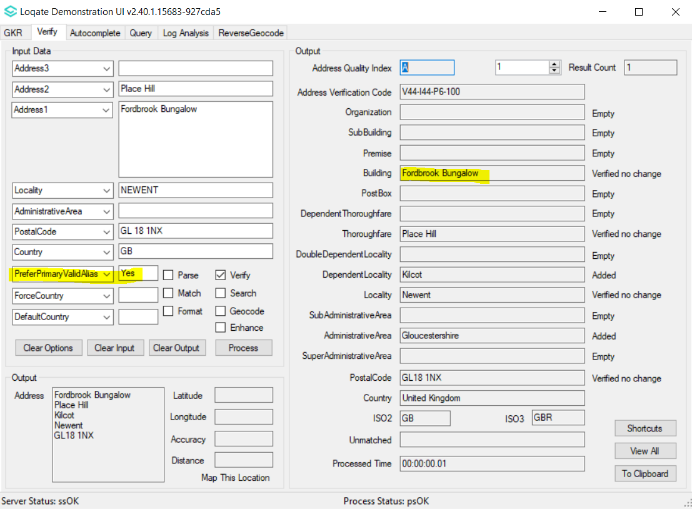 Loqate Demonstration UI v2.40.1.15683-927cda5
GKR Verify Autocomplete Query Log Analysis ReverseGeocode
Input Data
Address3
Address2 Place Hill
Address1 Fordbrook Bungalow
Locality NEWENT
AdministrativeArea
PostalCode GL 18 1NX
Country GB
PreferPrimaryValidAlias Yes Parse Verify
ForceCountry Match Search
DefaultCountry Format Geocode
Enhance
Clear Options Clear Input Clear Output Process
Output
Address Fordbrook Bungalow
Place Hill
Kilcot
Newent
GL18 1NX
Latitude
Longitude
Accuracy
Distance
Map This Location
Output
Address Quality Index A 1 Result Count 1
Address Verification Code V44-I44-P6-100
Organization Empty
SubBuilding Empty
Premise Empty
Building Fordbrook Bungalow Verified no change
PostBox Empty
DependentThoroughfare Empty
Thoroughfare Place Hill Verified no change
DoubleDependentLocality Empty
DependentLocality Kilcot Added
Locality Newent Verified no change
SubAdministrativeArea Empty
AdministrativeArea Gloucestershire Added
SuperAdministrativeArea Empty
PostalCode GL18 1NX Verified no change
Country United Kingdom
ISO2 GB ISO3 GBR
Unmatched
Processed Time 00:00:00.01
Shortcuts
View All
To Clipboard
Server Status: ssOK Process Status: psOK